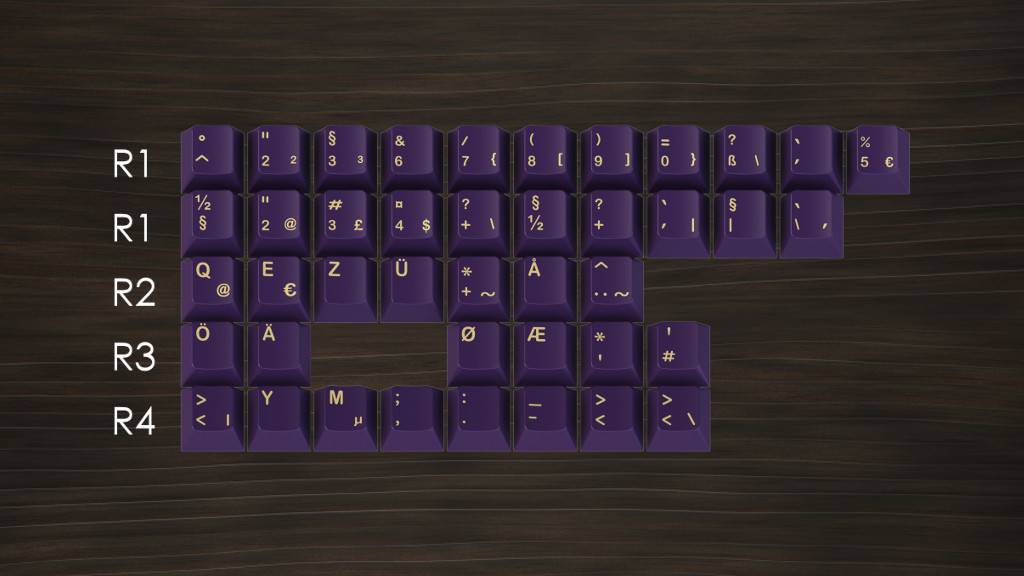 R1 ° ^ " 2 ² § 3 ³ & 6 / 7 { ( 8 [ ) 9 ] = 0 } ? ß \ ` ´ % 5 €
R1 ½ § " 2 @ # 3 £ ¤ 4 $ ? + \ § ½ ? + ` ´ | § | ` \ ´
R2 Q @ E € Z Ü * + ~ Å ^ ¨ ~
R3 Ö Ä Ø Æ * ' ' #
R4 > < | Y M µ ; , : . _ - > < > < \